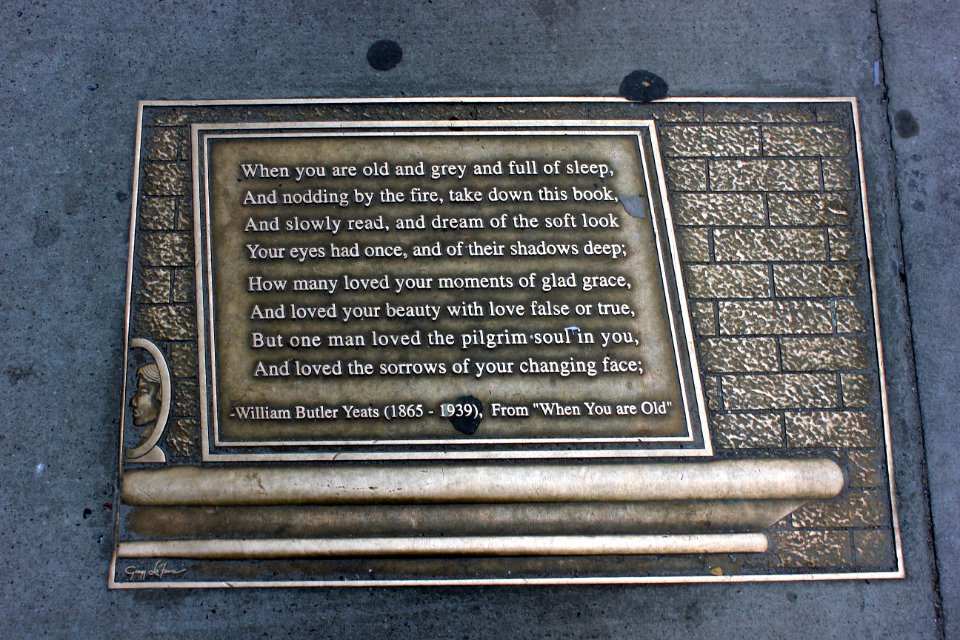 When you are old and grey and full of sleep,
And nodding by the fire, take down this book,
And slowly read, and dream of the soft look
Your eyes had once, and of their shadows deep;
How many loved your moments of glad grace,
And loved your beauty with love false or true,
But one man loved the pilgrim soul in you,
And loved the sorrows of your changing face;
-William Butler Yeats (1865 - 1939), From "When You are Old"
Gregg LeFevre